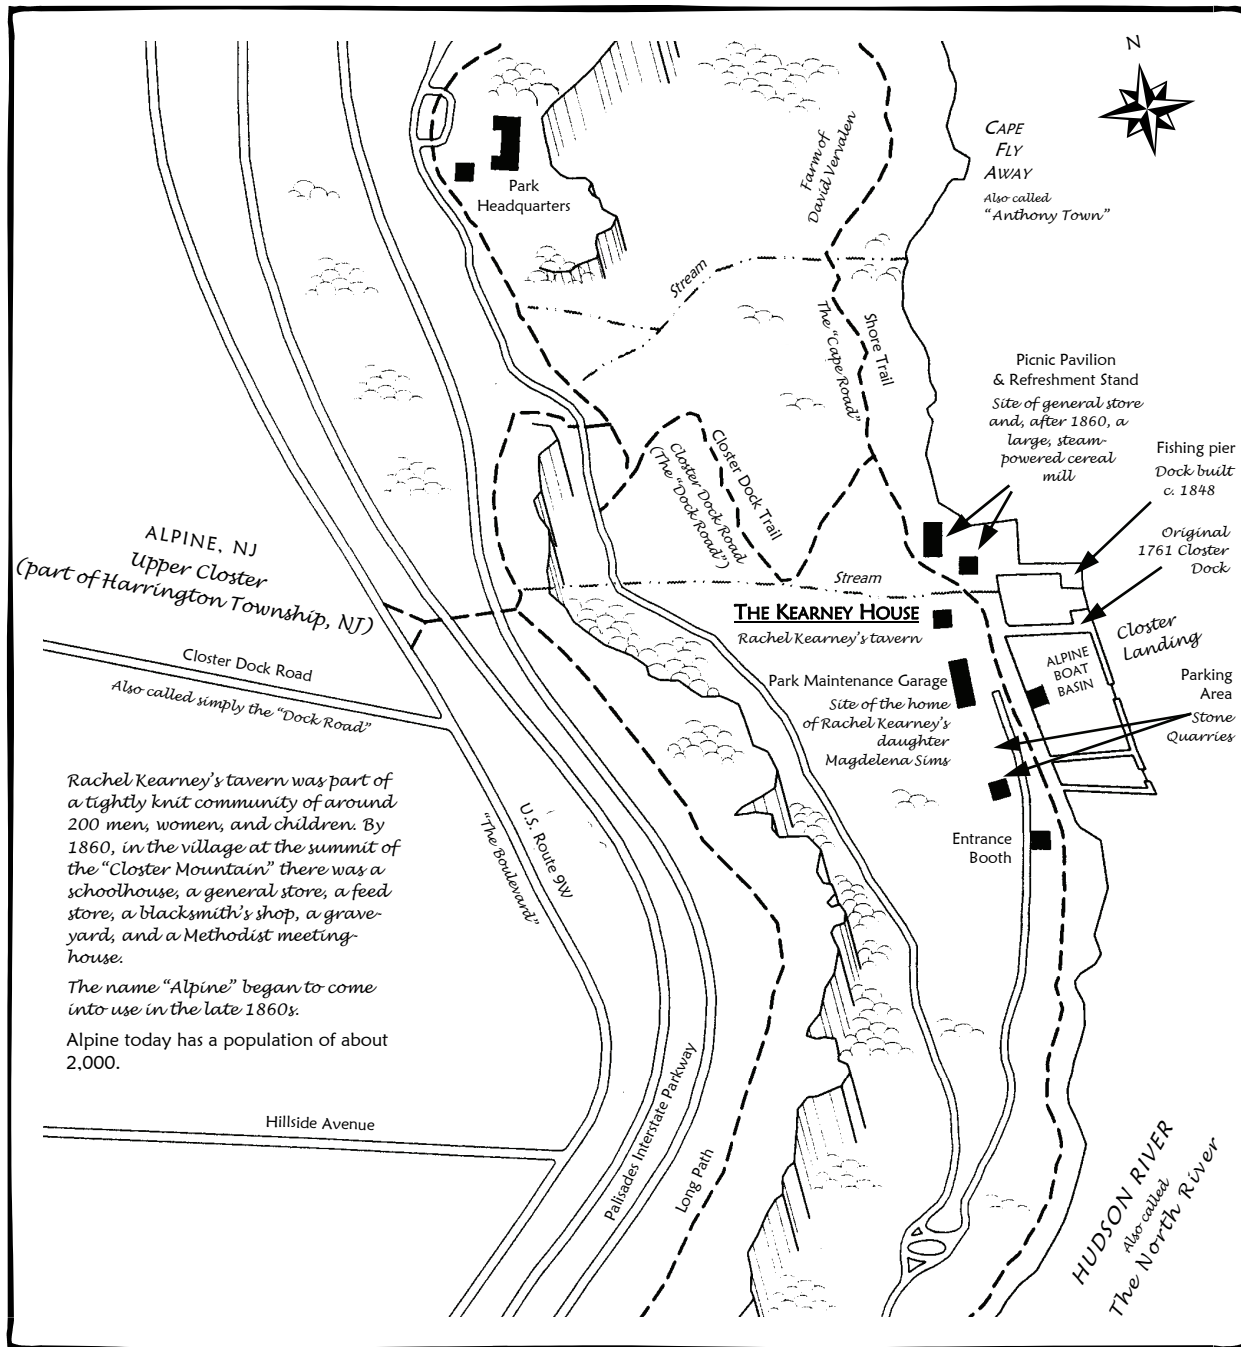 N
CAPE
FLY
AWAY
Also called
“Anthony Town”
Park
Headquarters
Farm of
David Vervalen
Stream
Shore Trail
The “Cape Road”
Picnic Pavilion
& Refreshment Stand
Site of general store
and, after 1860, a
large, steam-
powered cereal
mill
Fishing pier
Dock built
c. 1848
Original
1761 Closter
Dock
Closter Dock Trail
Closter Dock Road
(The “Dock Road”)
Stream
ALPINE, NJ
Upper Closter
(part of Harrington Township, NJ)
THE KEARNEY HOUSE
Rachel Kearney’s tavern
Closter
Landing
ALPINE
BOAT
BASIN
Closter Dock Road
Also called simply the “Dock Road”
Park Maintenance Garage
Site of the home
of Rachel Kearney’s
daughter
Magdelena Sims
Parking
Area
Stone
Quarries
Rachel Kearney’s tavern was part of
a tightly knit community of around
200 men, women, and children. By
1860, in the village at the summit of
the “Closter Mountain” there was a
schoolhouse, a general store, a feed
store, a blacksmith’s shop, a grave-
yard, and a Methodist meeting-
house.
The name “Alpine” began to come
into use in the late 1860s.
Alpine today has a population of about
2,000.
U.S. Route 9W
“The Boulevard”
Entrance
Booth
Hillside Avenue
Palisades Interstate Parkway
Long Path
HUDSON RIVER
Also called
The North River